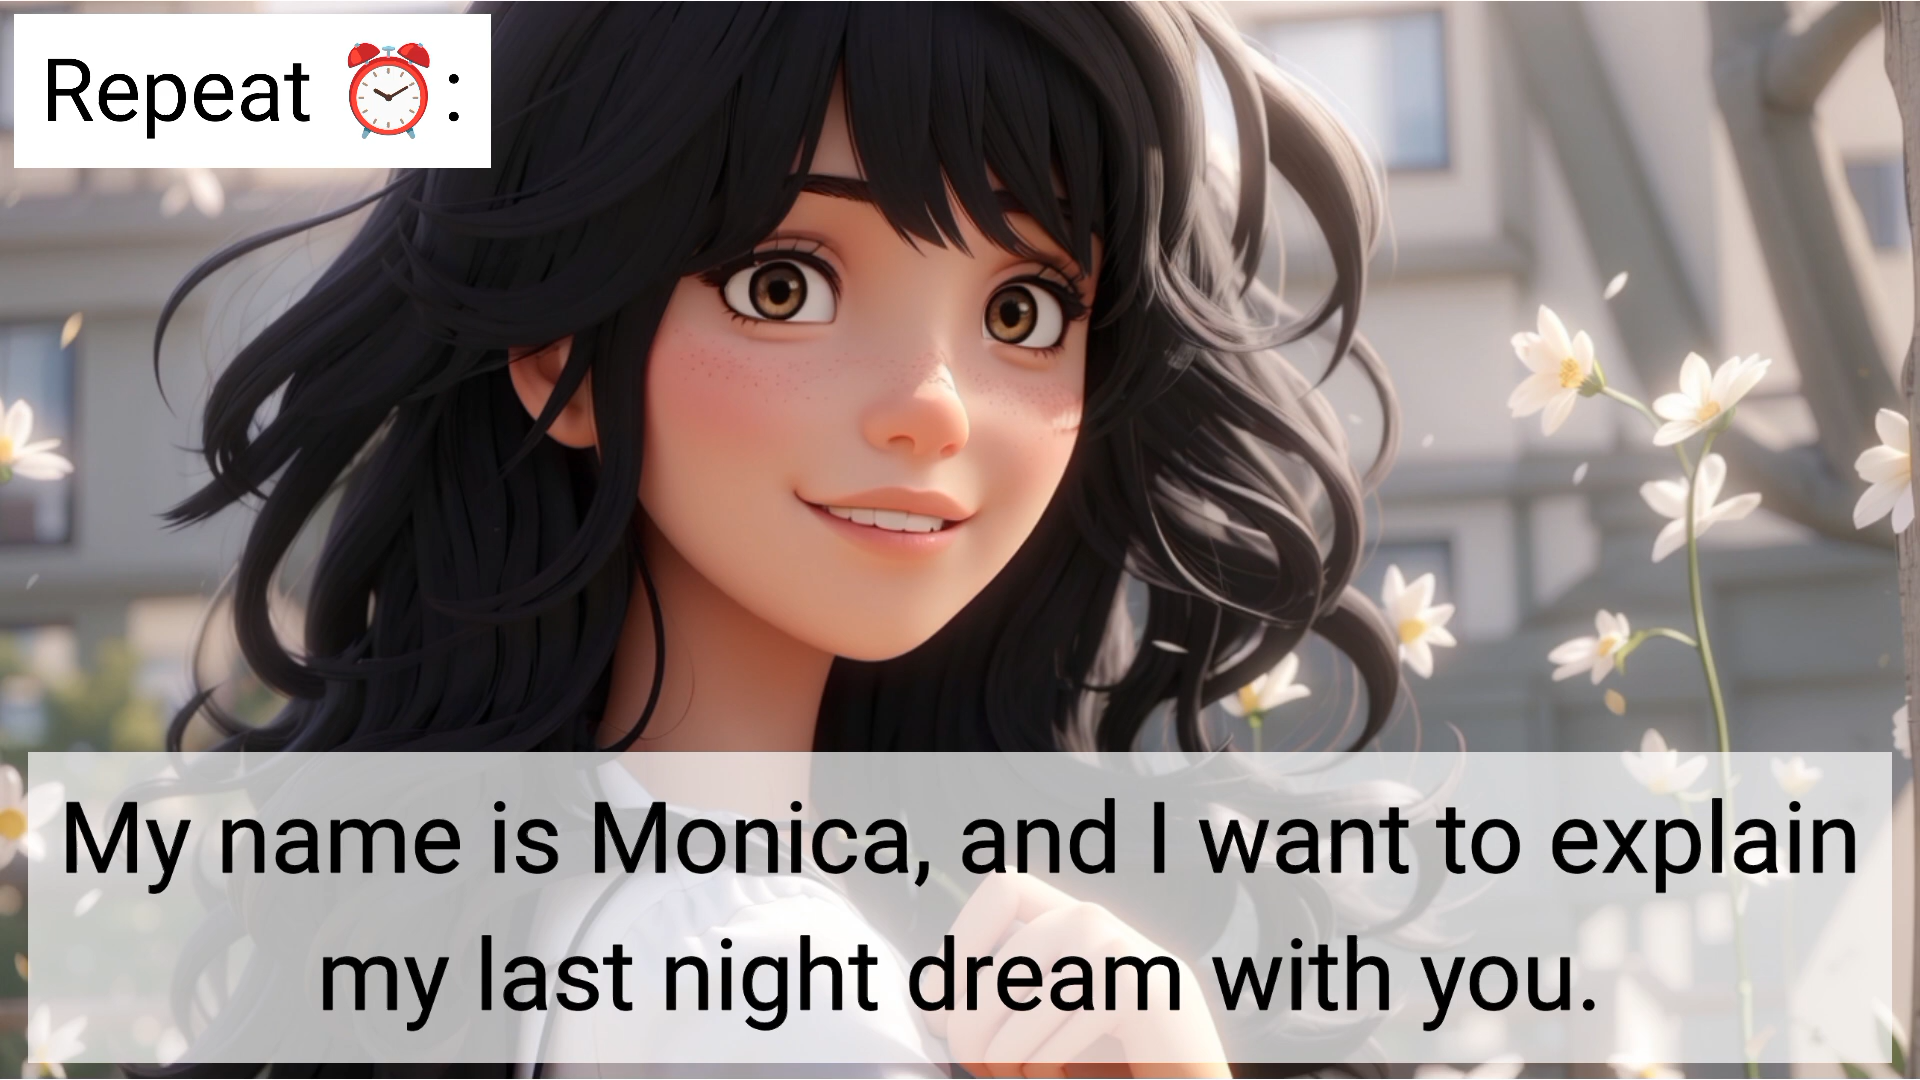 Repeat ⏰:
My name is Monica, and I want to explain
my last night dream with you.